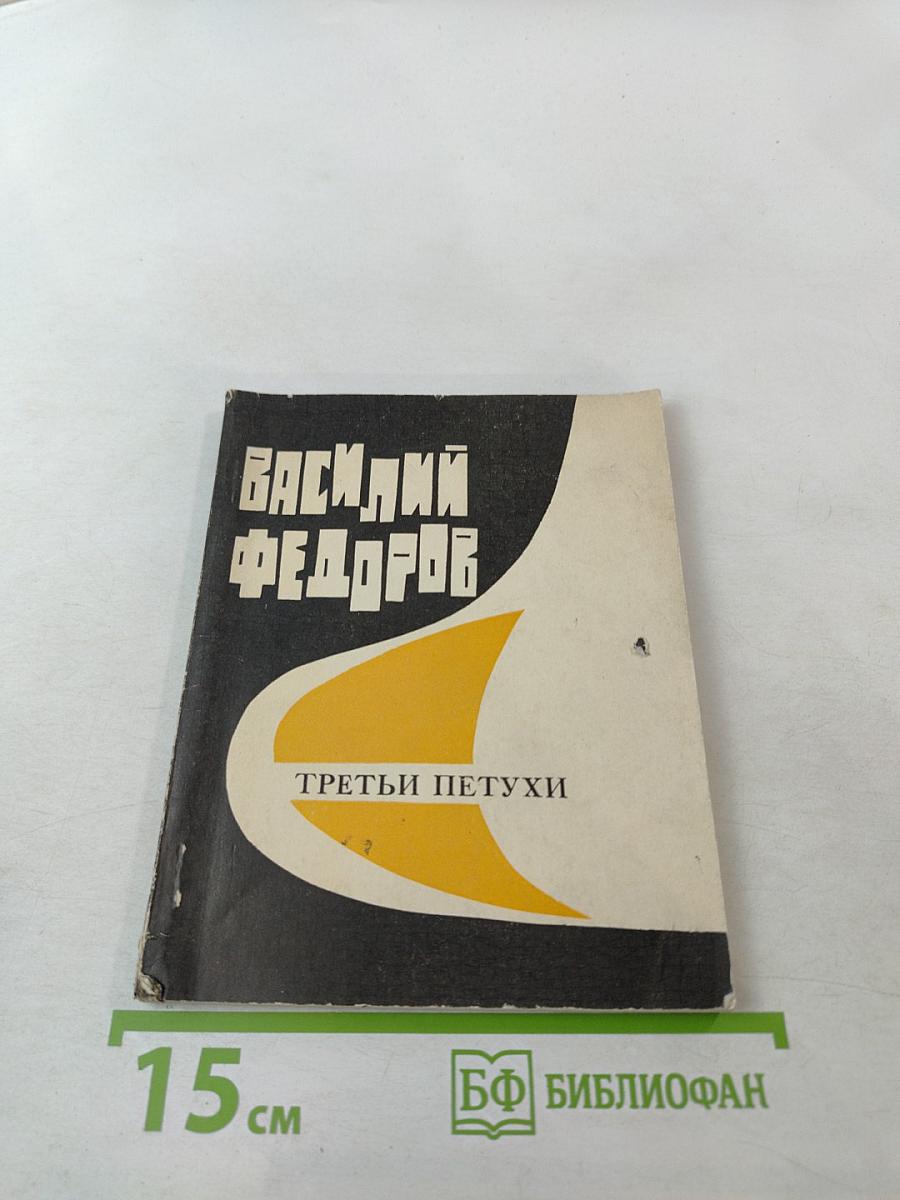 ВАСИЛИЙ
ФЕДОРОВ
ТРЕТЬИ ПЕТУХИ
15 см
БФ БИБЛИОФАН